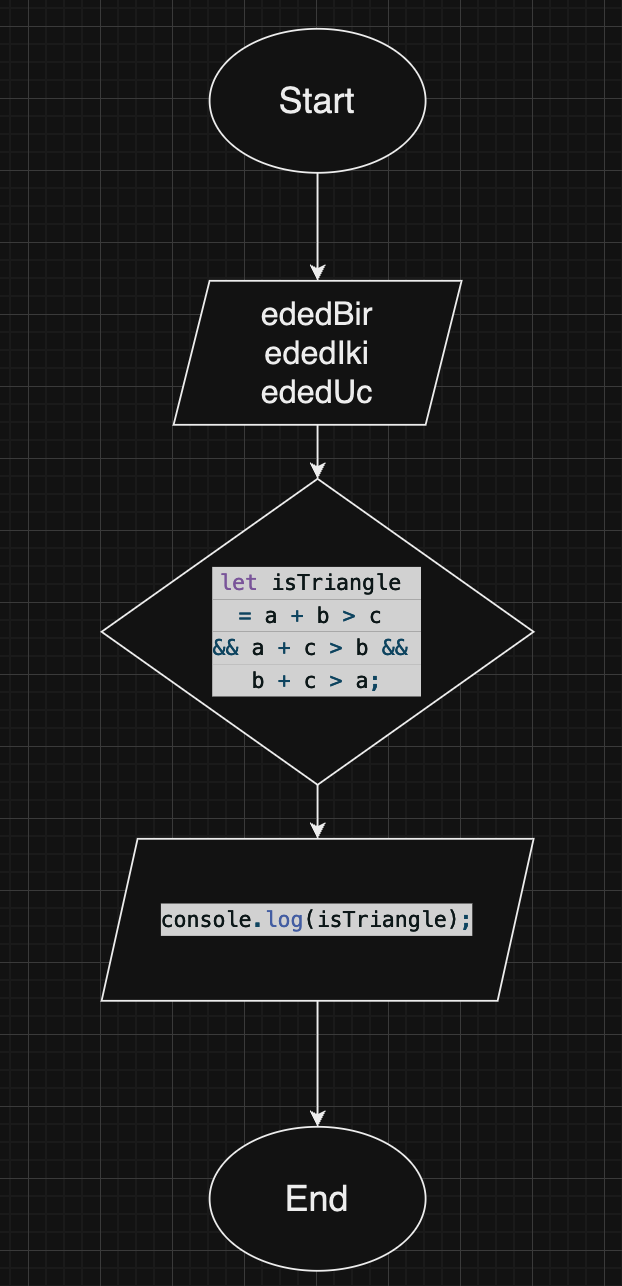 Start
ededBir
ededIki
ededUc
let isTriangle
= a + b > c
&& a + c > b &&
b + c > a;
console.log(isTriangle);
End